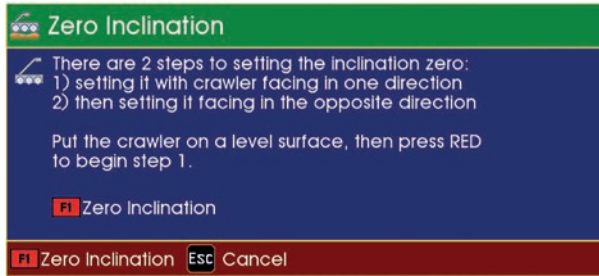 Zero Inclination
There are 2 steps to setting the inclination zero:
1) setting it with crawler facing in one direction
2) then setting it facing in the opposite direction
Put the crawler on a level surface, then press RED
to begin step 1.
F1 Zero Inclination
F1 Zero Inclination Esc Cancel